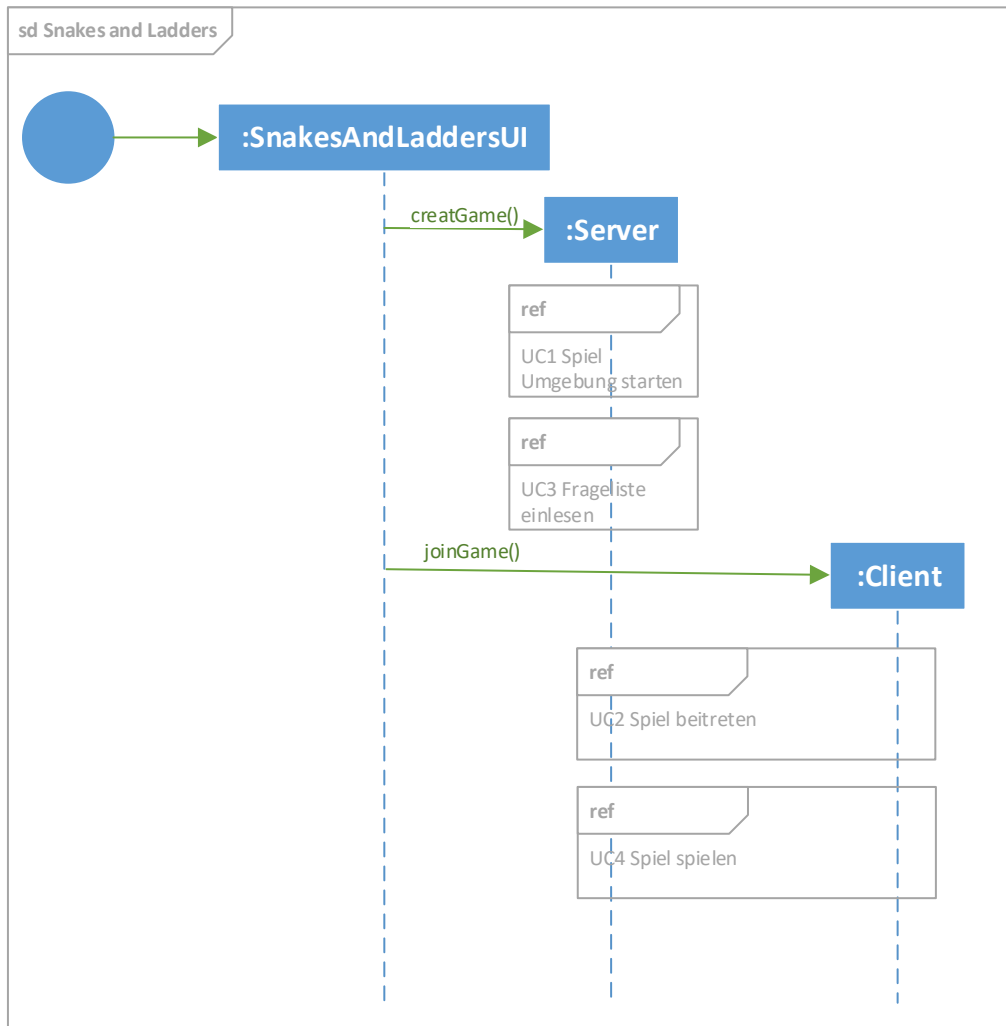 sd Snakes and Ladders
:SnakesAndLaddersUI
creatGame()
:Server
ref
UC1 Spiel
Umgebung starten
ref
UC3 Frageliste
einlesen
joinGame()
:Client
ref
UC2 Spiel beitreten
ref
UC4 Spiel spielen